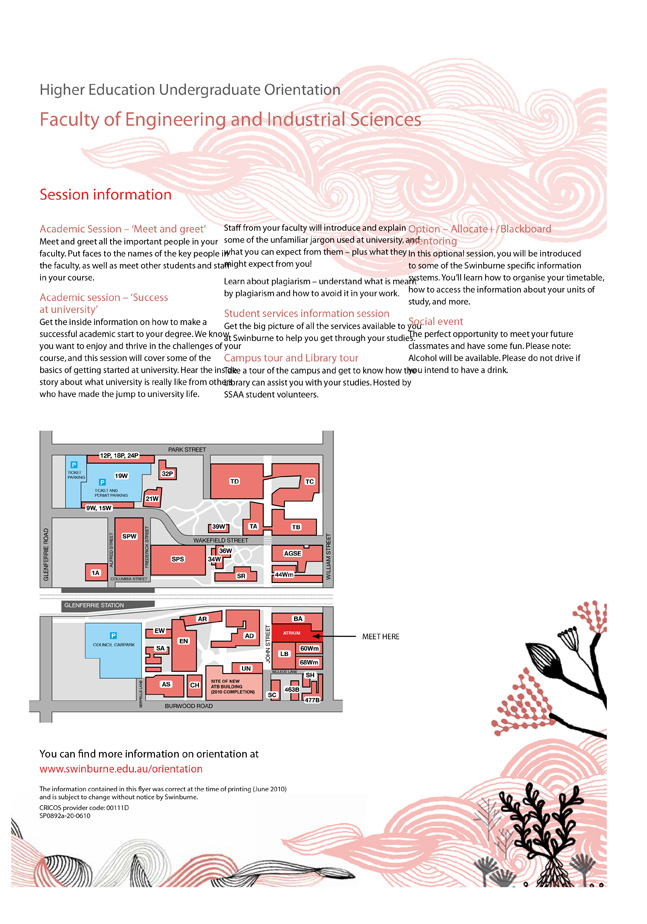 Higher Education Undergraduate Orientation
Faculty of Engineering and Industrial Sciences
Session information
Academic Session – ‘Meet and greet’
Meet and greet all the important people in your
faculty. Put faces to the names of the key people in
the faculty, as well as meet other students and staff
in your course.
Academic session – ‘Success
at university’
Get the inside information on how to make a
successful academic start to your degree. We know
you want to enjoy and thrive in the challenges of your
course, and this session will cover some of the
basics of getting started at university. Hear the inside
story about what university is really like from others
who have made the jump to university life.
Staff from your faculty will introduce and explain
some of the unfamiliar jargon used at university, and
what you can expect from them – plus what they
might expect from you!
Learn about plagiarism – understand what is meant
by plagiarism and how to avoid it in your work.
Student services information session
Get the big picture of all the services available to you
at Swinburne to help you get through your studies.
Campus tour and Library tour
Take a tour of the campus and get to know how the
Library can assist you with your studies. Hosted by
SSAA student volunteers.
Option – Allocate+/Blackboard
mentoring
In this optional session, you will be introduced
to some of the Swinburne specific information
systems. You’ll learn how to organise your timetable,
how to access the information about your units of
study, and more.
Social event
The perfect opportunity to meet your future
classmates and have some fun. Please note:
Alcohol will be available. Please do not drive if
you intend to have a drink.
PARK STREET
12P, 18P, 24P
P
TICKET
PARKING
19W
32P
P
TICKET AND
PERMIT PARKING
21W
9W, 15W
TD
TC
TA
TB
39W
WAKEFIELD STREET
GLENFERRIE ROAD
ALFRED STREET
SPW
FREDERICK STREET
SPS
36W
34W
SR
AGSE
44Wm
WILLIAM STREET
1A
COLUMBIA STREET
GLENFERRIE STATION
P
COUNCIL CARPARK
EW
SA
EN
AR
AD
JOHN STREET
BA
ATRIUM
MEET HERE
LB
60Wm
68Wm
UN
AS
CH
SITE OF NEW
ATB BUILDING
(2010 COMPLETION)
SH
SC
463B
477B
BURWOOD ROAD
You can find more information on orientation at
www.swinburne.edu.au/orientation
The information contained in this flyer was correct at the time of printing (June 2010)
and is subject to change without notice by Swinburne.
CRICOS provider code: 00111D
SP0892a-20-0610